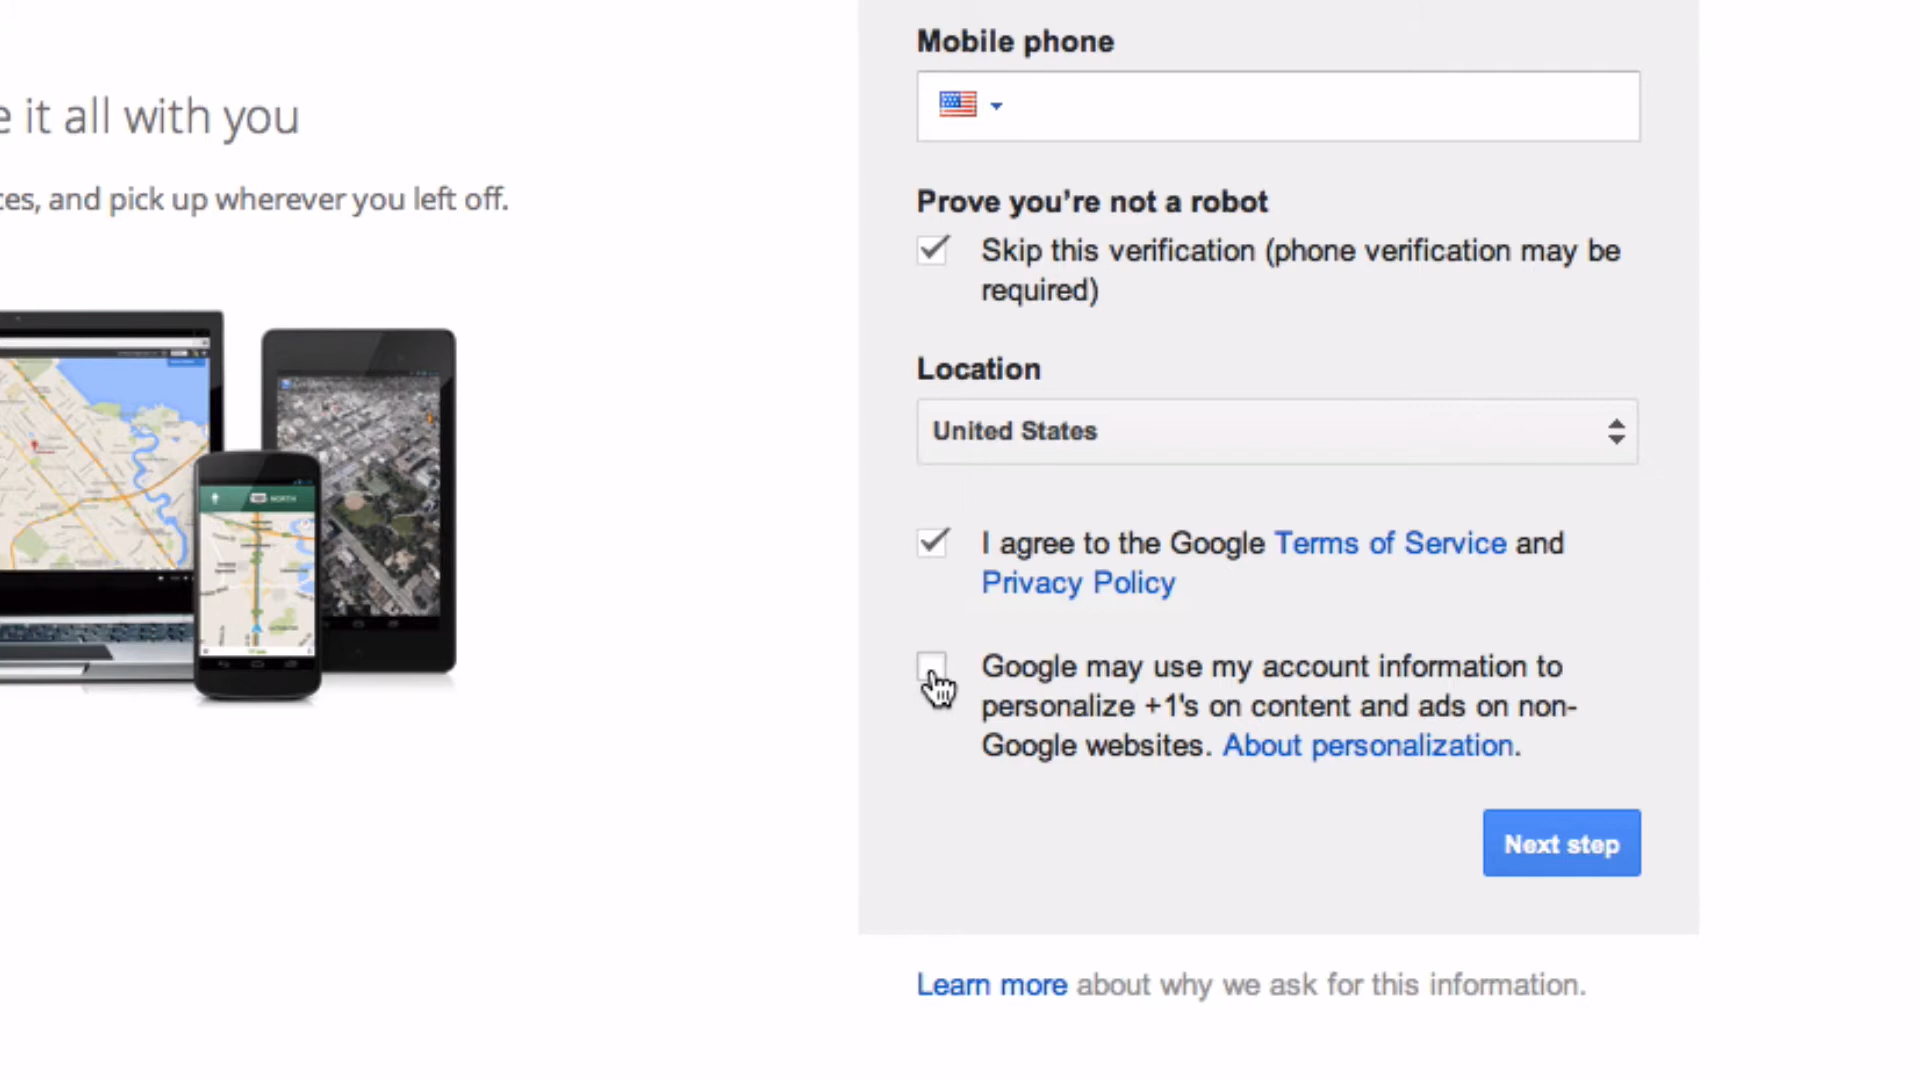 Mobile phone
it all with you
and pick up wherever you left off.
Prove you're not a robot
Skip this verification (phone verification may be
required)
Location
United States
NORTH
I agree to the Google Terms of Service and
Privacy Policy
Google may use my account information to
personalize +1's on content and ads on non-
Google websites. About personalization.
Next step
Learn more about why we ask for this information.